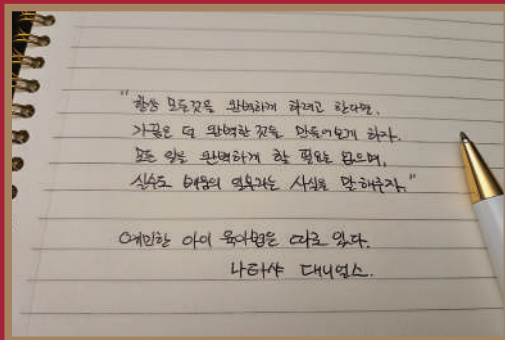 "항상 모든것을 완벽하게 하려고 한다면,
가끔은 덜 완벽한 것을 만들어보게 하자.
모든 일을 완벽하게 할 필요는 없으며,
실수도 배움의 일부라는 사실을 말해주자."
예민한 아이 육아법은 따로 있다.
나타샤 대니얼스.